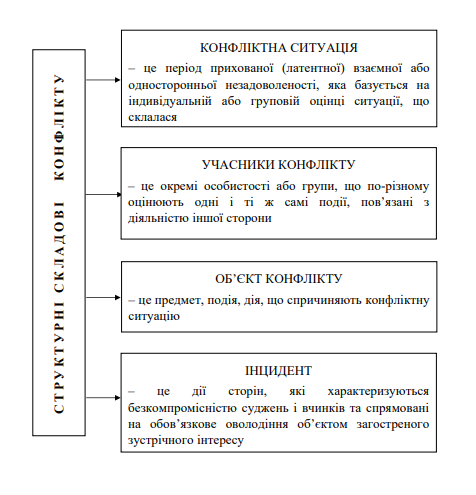 СТРУКТУРНІ СКЛАДОВІ КОНФЛІКТУ
КОНФЛІКТНА СИТУАЦІЯ
– це період прихованої (латентної) взаємної або
односторонньої незадоволеності, яка базується на
індивідуальній або груповій оцінці ситуації, що
склалася
УЧАСНИКИ КОНФЛІКТУ
– це окремі особистості або групи, що по-різному
оцінюють одні і ті ж самі події, пов’язані з
діяльністю іншої сторони
ОБ’ЄКТ КОНФЛІКТУ
– це предмет, подія, дія, що спричиняють конфліктну
ситуацію
ІНЦИДЕНТ
– це дії сторін, які характеризуються
безкомпромісністю суджень і вчинків та спрямовані
на обов’язкове оволодіння об’єктом загостреного
зустрічного інтересу